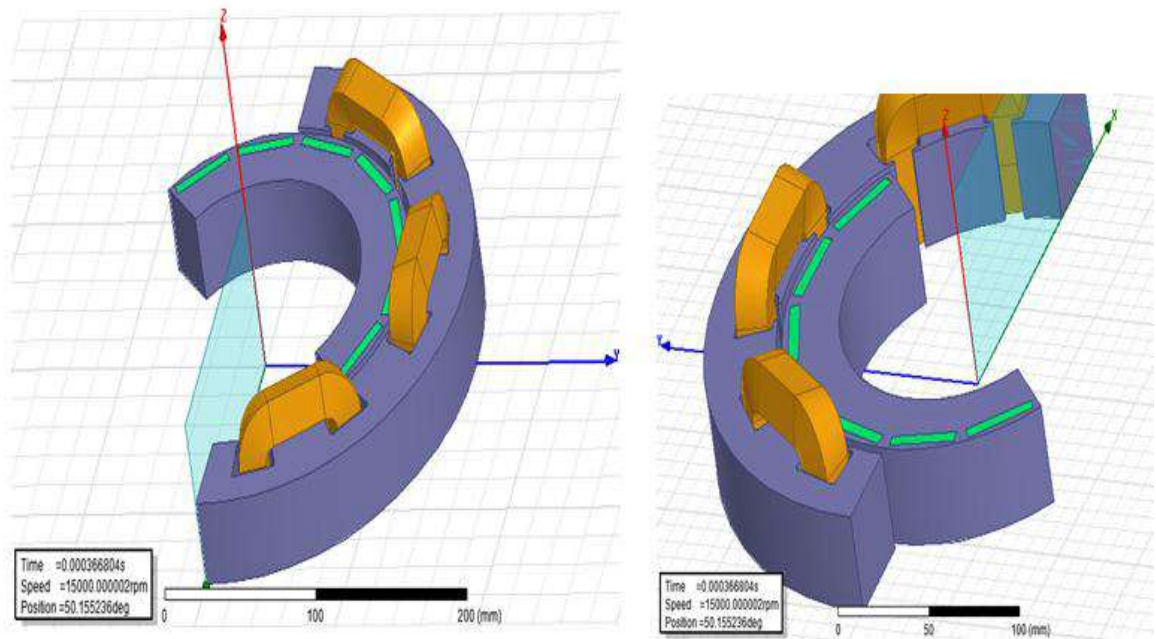 Z
Y
Time =0.000366804s
Speed =15000.000002rpm
Position =50.155236deg
0
100
200 (mm)
Z
X
Y
Time =0.000366804s
Speed =15000.000002rpm
Position =50.155236deg
0
50
100 (mm)